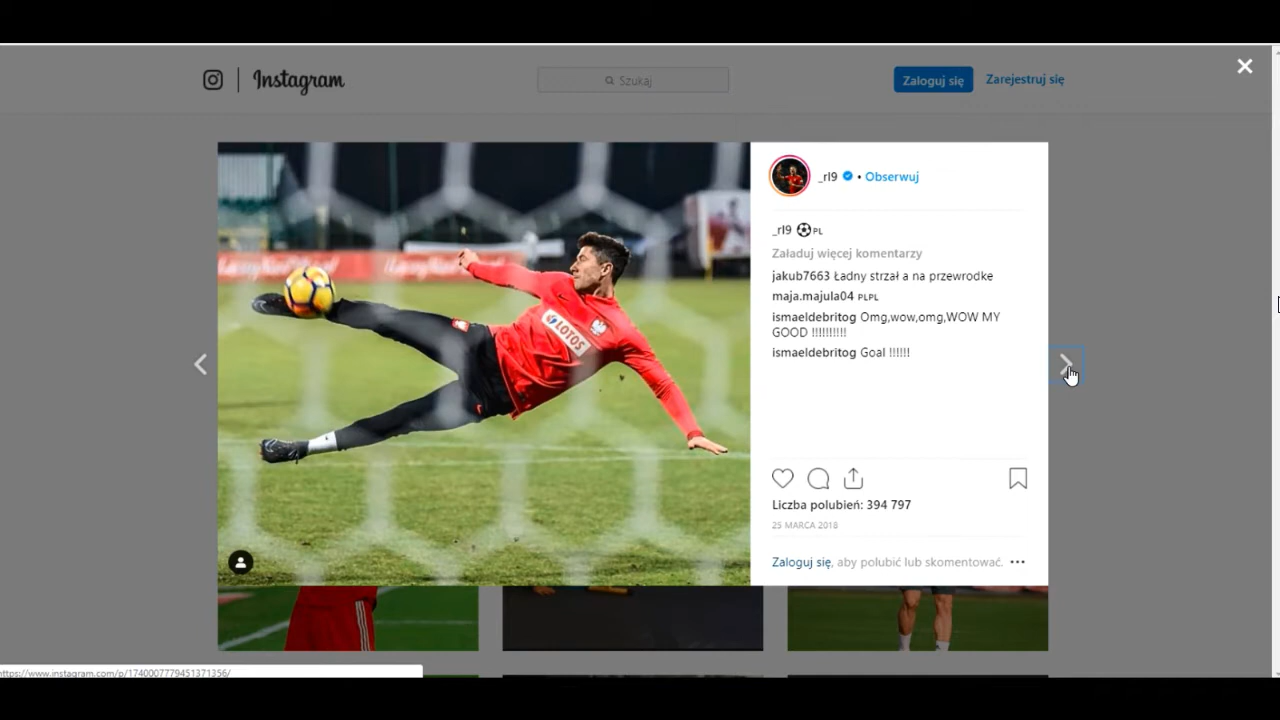 Instagram
Szukaj
Zaloguj się
Zarejestruj się
_rl9 • Obserwuj
_rl9 ⚽ PL
Załaduj więcej komentarzy
jakub7663 Ładny strzał a na przewrodke
maja.majula04 PLPL
ismaeldebritog Omg,wow,omg,WOW MY
GOOD !!!!!!!!!!
ismaeldebritog Goal !!!!!!
LOTOS
Liczba polubień: 394 797
25 MARCA 2018
Zaloguj się, aby polubić lub skomentować.
https://www.instagram.com/p/1740007779451371356/